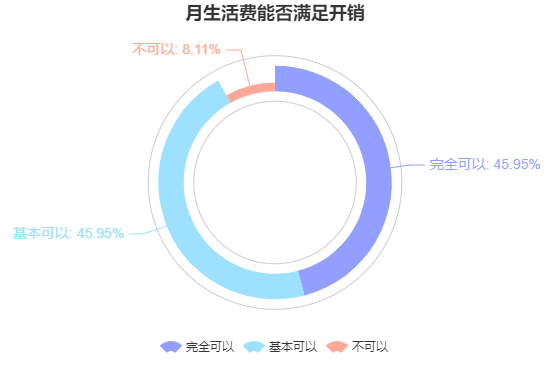 月生活费能否满足开销
不可以: 8.11%
完全可以: 45.95%
基本可以: 45.95%
完全可以 基本可以 不可以